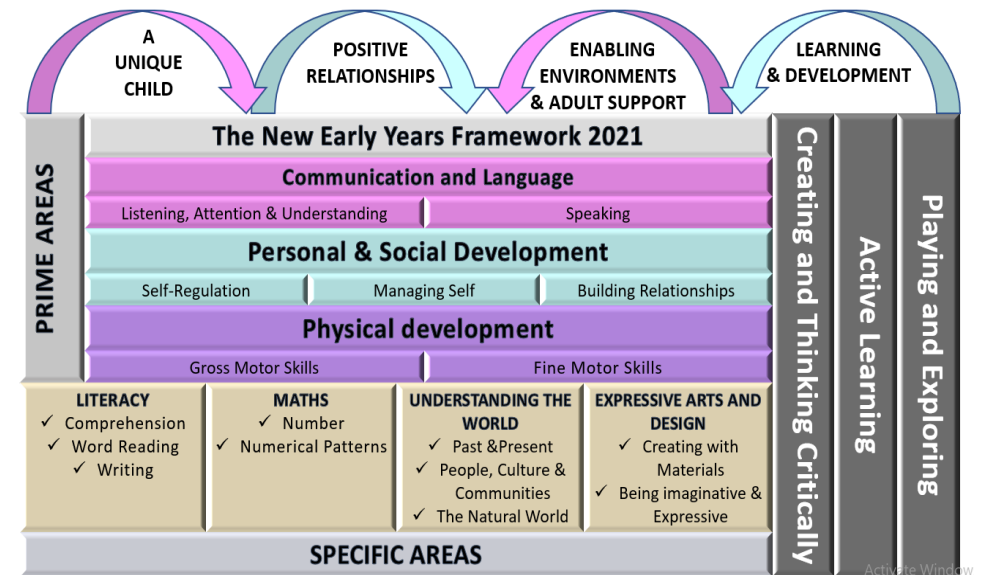 A
UNIQUE
CHILD
POSITIVE
RELATIONSHIPS
ENABLING
ENVIRONMENTS
& ADULT SUPPORT
LEARNING
& DEVELOPMENT
PRIME AREAS
The New Early Years Framework 2021
Communication and Language
Listening, Attention & Understanding
Speaking
Personal & Social Development
Self-Regulation
Managing Self
Building Relationships
Physical development
Gross Motor Skills
Fine Motor Skills
LITERACY
✓ Comprehension
✓ Word Reading
✓ Writing
MATHS
✓ Number
✓ Numerical Patterns
UNDERSTANDING THE
WORLD
✓ Past &Present
✓ People, Culture &
Communities
✓ The Natural World
EXPRESSIVE ARTS AND
DESIGN
✓ Creating with
Materials
✓ Being imaginative &
Expressive
SPECIFIC AREAS
Creating and Thinking Critically
Active Learning
Playing and Exploring
Activate Window